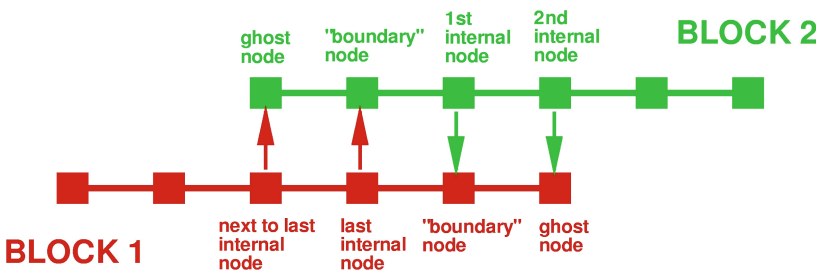 ghost
node
"boundary"
node
1st
internal
node
2nd
internal
node
BLOCK 2
BLOCK 1
next to last
internal
node
last
internal
node
"boundary"
node
ghost
node